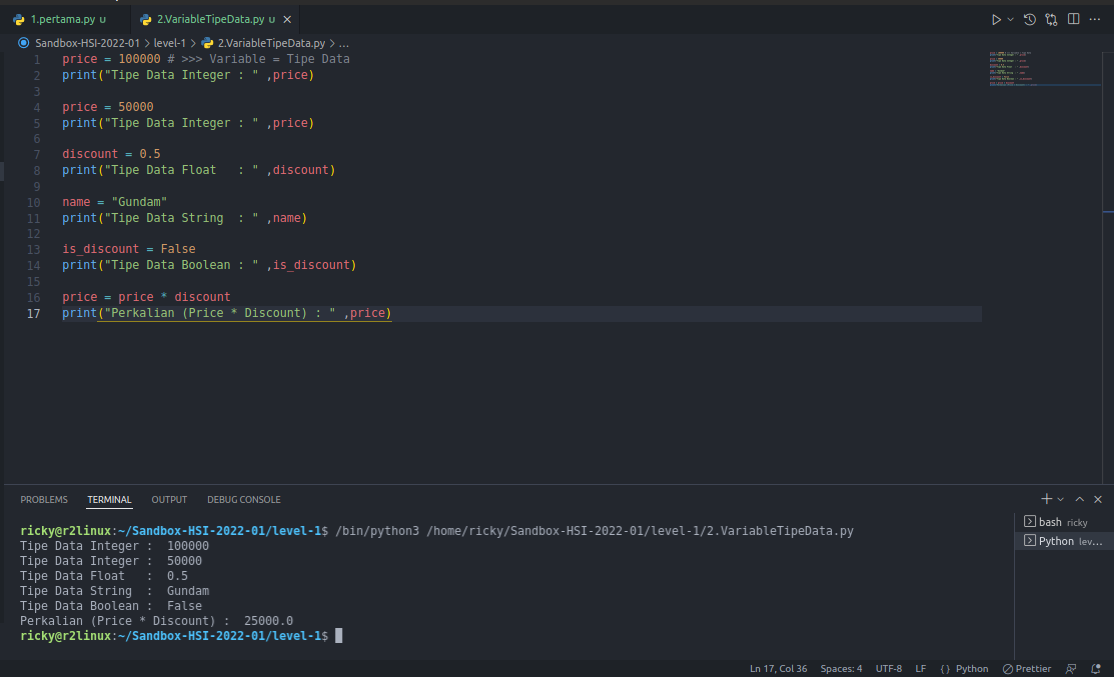 1.pertama.py U
2.VariableTipeData.py U
Sandbox-HSI-2022-01 > level-1 > 2.VariableTipeData.py > ...
1 price = 100000 # >>> Variable = Tipe Data
2 print("Tipe Data Integer : " ,price)
3
4 price = 50000
5 print("Tipe Data Integer : " ,price)
6
7 discount = 0.5
8 print("Tipe Data Float   : " ,discount)
9
10 name = "Gundam"
11 print("Tipe Data String  : " ,name)
12
13 is_discount = False
14 print("Tipe Data Boolean : " ,is_discount)
15
16 price = price * discount
17 print("Perkalian (Price * Discount) : " ,price)
PROBLEMS TERMINAL OUTPUT DEBUG CONSOLE
ricky@r2linux:~/Sandbox-HSI-2022-01/level-1$ /bin/python3 /home/ricky/Sandbox-HSI-2022-01/level-1/2.VariableTipeData.py
Tipe Data Integer :  100000
Tipe Data Integer :  50000
Tipe Data Float   :  0.5
Tipe Data String  :  Gundam
Tipe Data Boolean :  False
Perkalian (Price * Discount) :  25000.0
ricky@r2linux:~/Sandbox-HSI-2022-01/level-1$
bash ricky
Python lev...
Ln 17, Col 36 Spaces: 4 UTF-8 LF {} Python Prettier